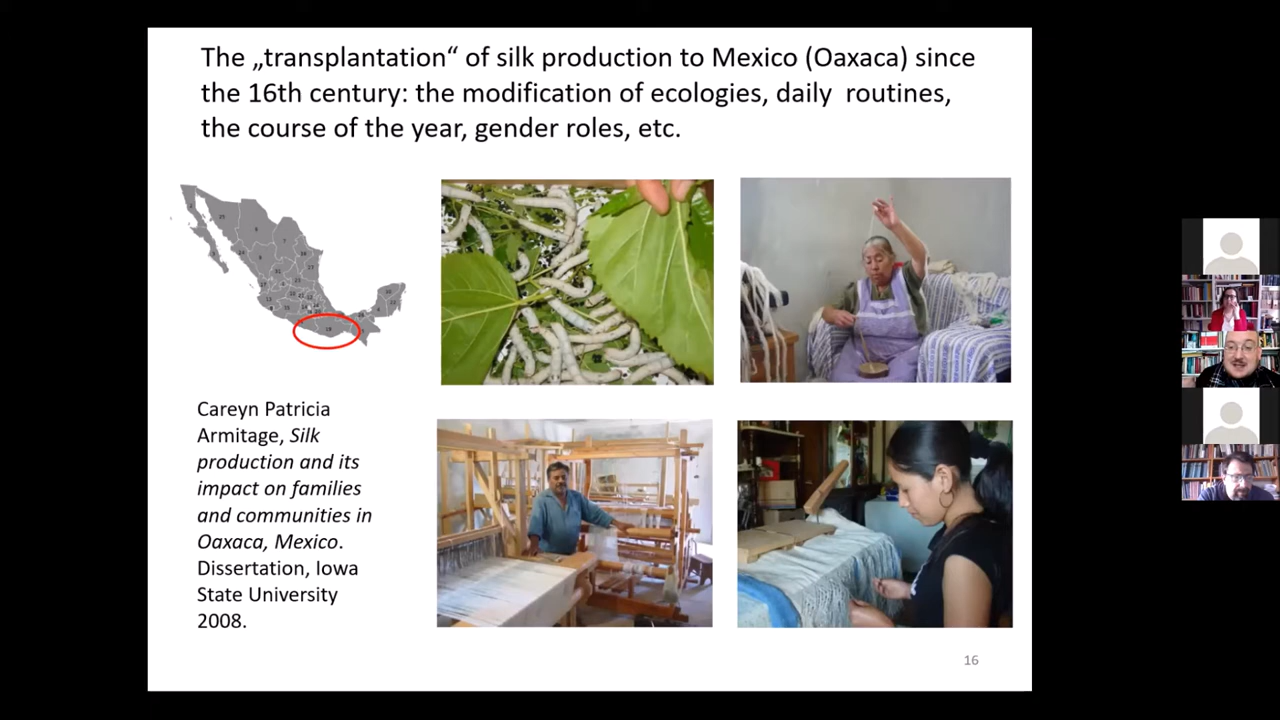 The „transplantation“ of silk production to Mexico (Oaxaca) since
the 16th century: the modification of ecologies, daily  routines,
the course of the year, gender roles, etc.
Careyn Patricia
Armitage, Silk
production and its
impact on families
and communities in
Oaxaca, Mexico.
Dissertation, Iowa
State University
2008.
16